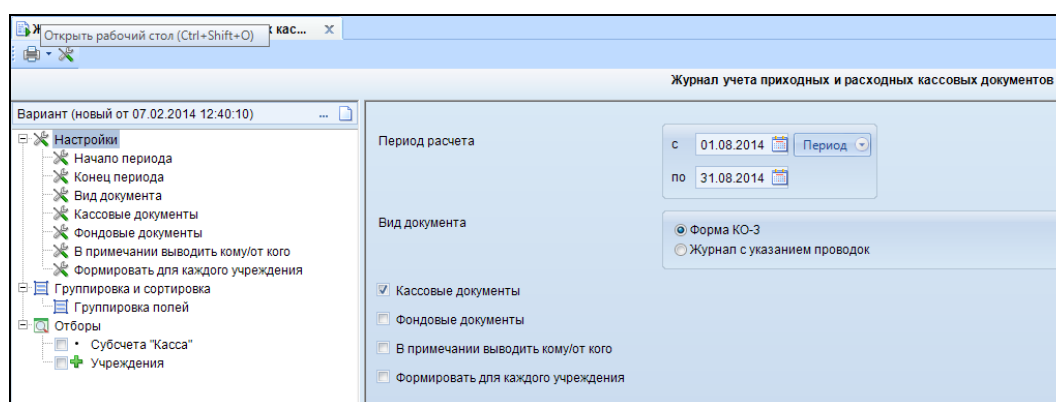 Ж
Открыть рабочий стол (Ctrl+Shift+O)
х кас... x
Журнал учета приходных и расходных кассовых документов
Вариант (новый от 07.02.2014 12:40:10) ...
Настройки
Начало периода
Конец периода
Вид документа
Кассовые документы
Фондовые документы
В примечании выводить кому/от кого
Формировать для каждого учреждения
Группировка и сортировка
Группировка полей
Отборы
Субсчета "Касса"
Учреждения
Период расчета
с 01.08.2014 Период
по 31.08.2014
Вид документа
Форма КО-3
Журнал с указанием проводок
Кассовые документы
Фондовые документы
В примечании выводить кому/от кого
Формировать для каждого учреждения